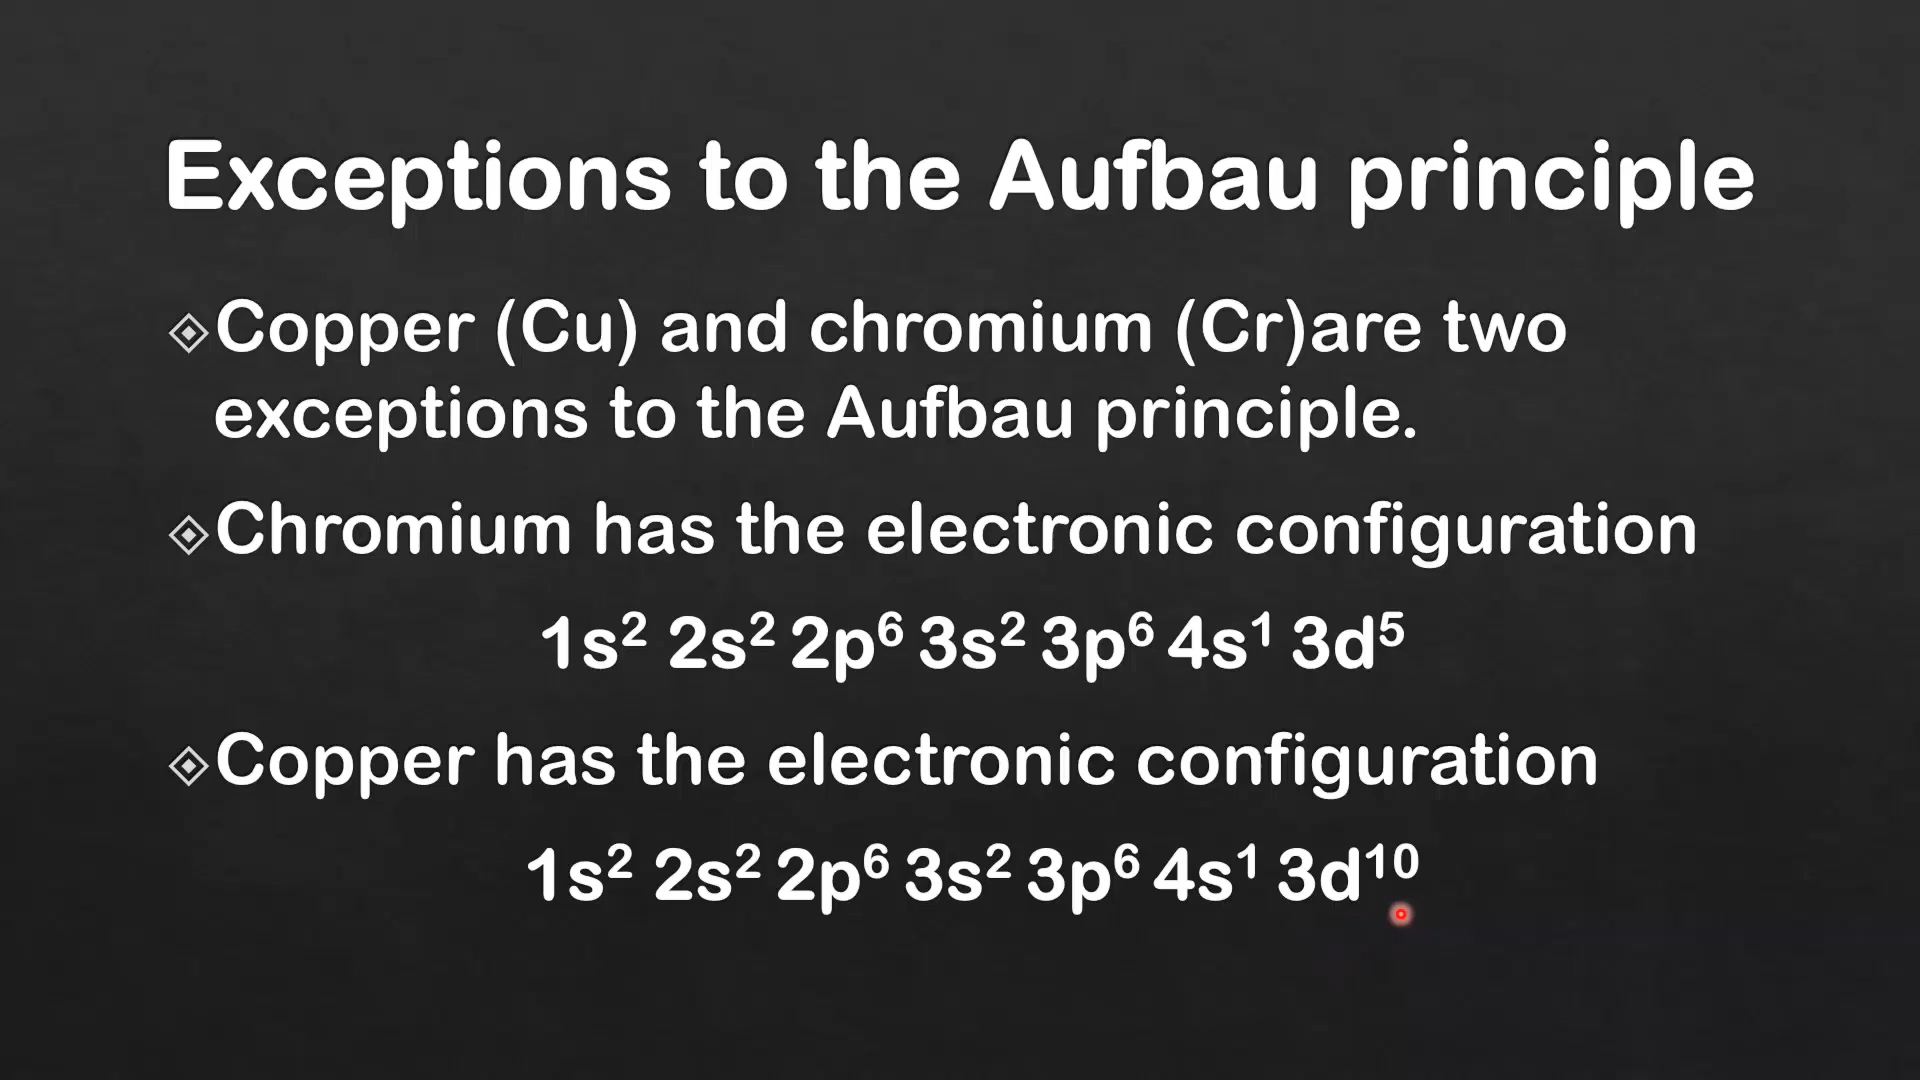 Exceptions to the Aufbau principle
Copper (Cu) and chromium (Cr)are two
exceptions to the Aufbau principle.
Chromium has the electronic configuration
1s² 2s² 2p⁶ 3s² 3p⁶ 4s¹ 3d⁵
Copper has the electronic configuration
1s² 2s² 2p⁶ 3s² 3p⁶ 4s¹ 3d¹⁰